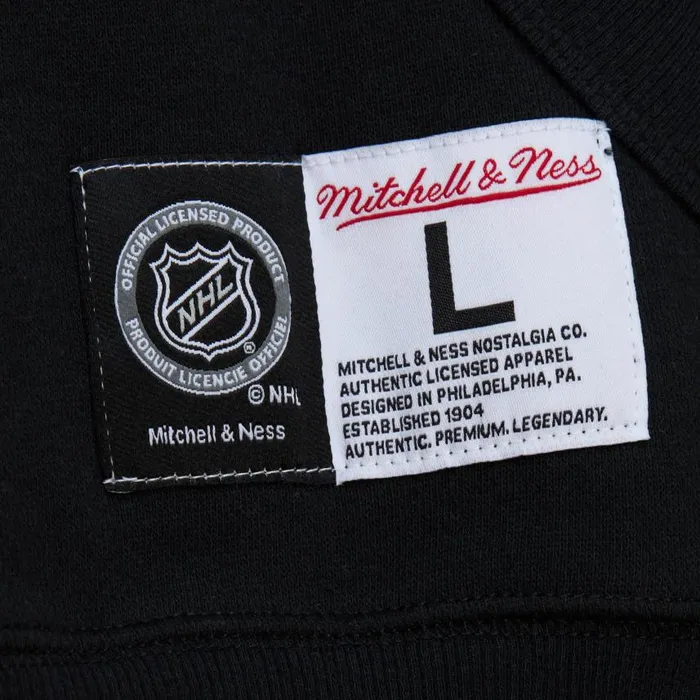 OFFICIAL LICENSED PRODUCT
NHL
®
PRODUIT LICENCIE OFFICIEL
© NHL
Mitchell & Ness
Mitchell & Ness
L
MITCHELL & NESS NOSTALGIA CO.
AUTHENTIC LICENSED APPAREL
DESIGNED IN PHILADELPHIA, PA.
ESTABLISHED 1904
AUTHENTIC. PREMIUM. LEGENDARY.